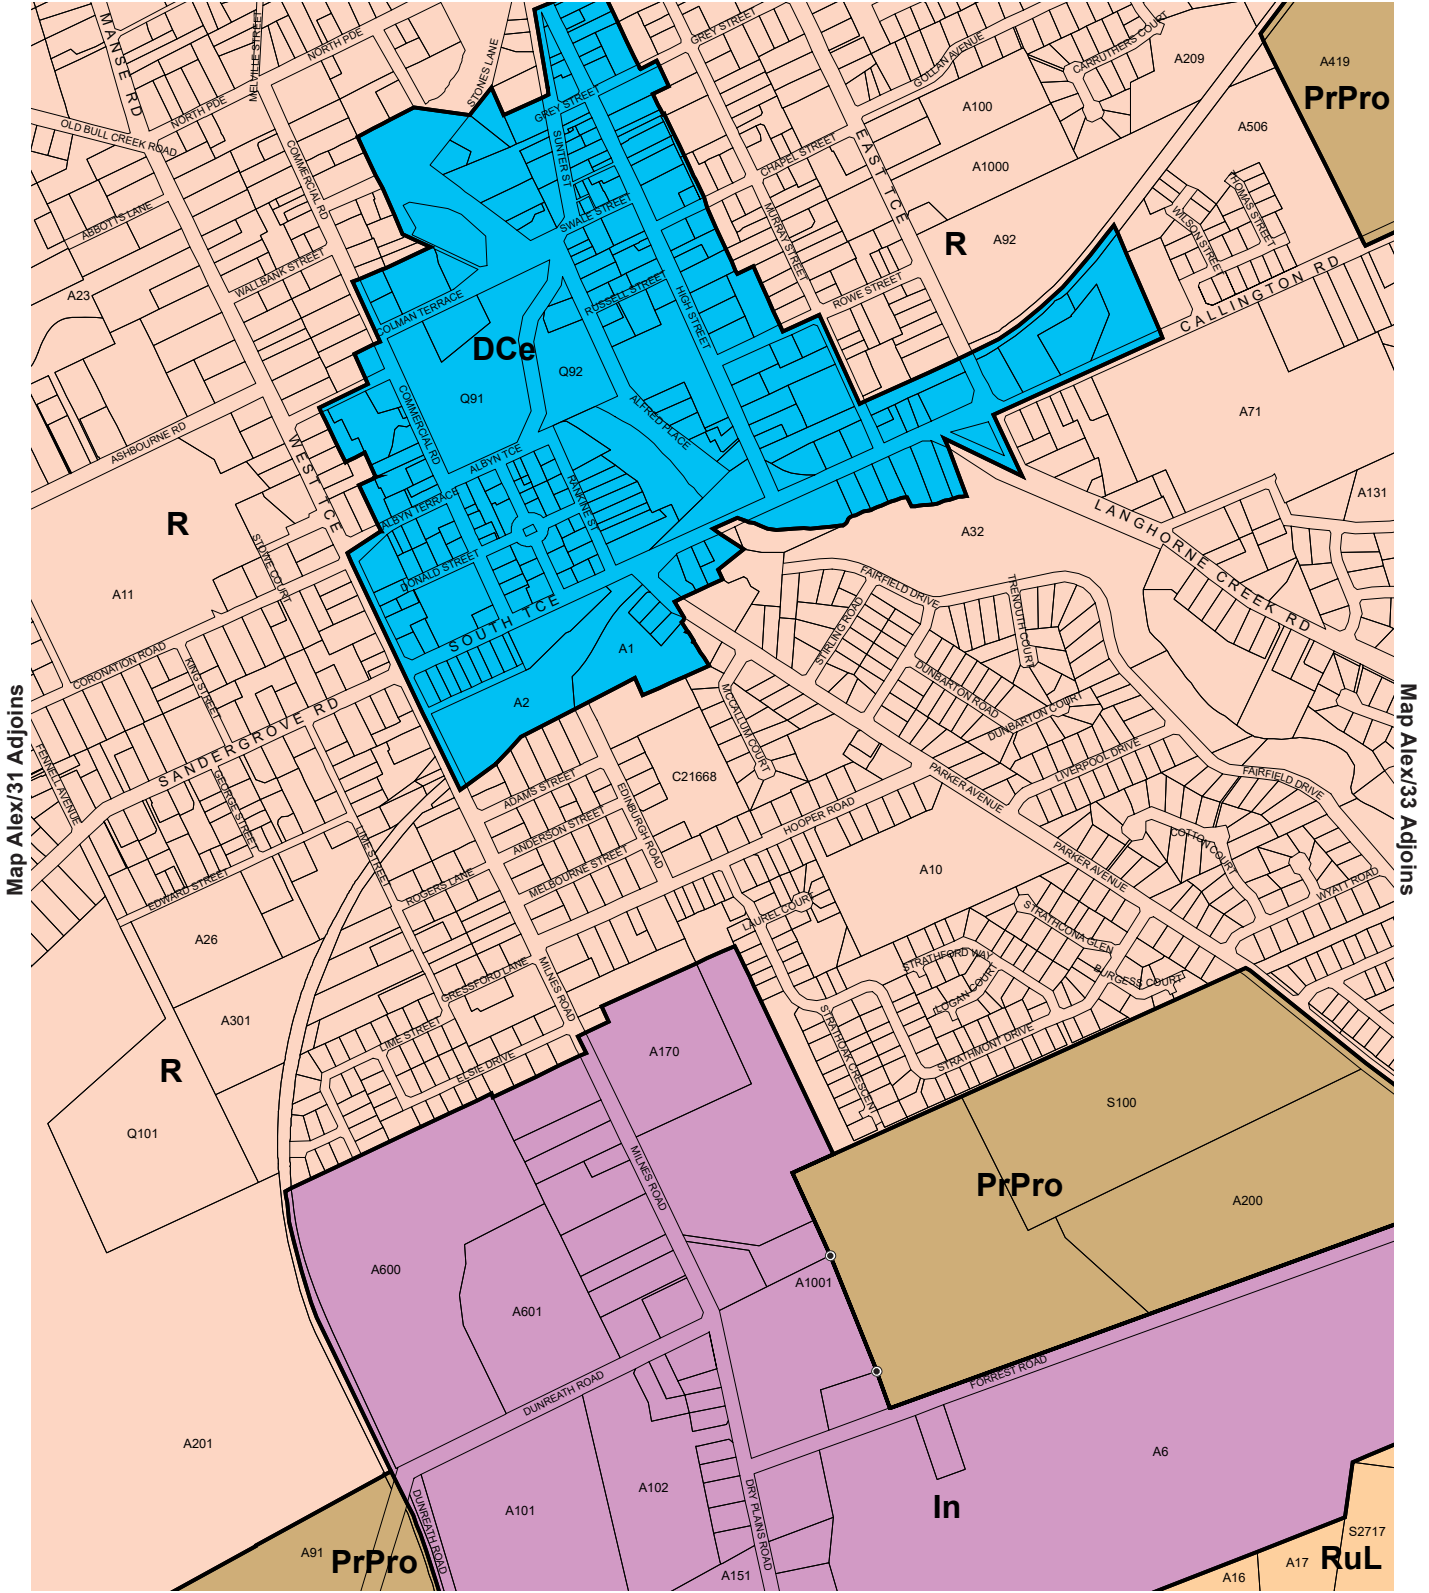 MANSE RD
MELVILLE STREET
NORTH PDE
STONES LANE
GREY STREET
GOLLAN AVENUE
CARRUTHERS COURT
A209
A419
PrPro
NORTH PDE
OLD BULL CREEK ROAD
GREY STREET
A100
A506
COMMERCIAL RD
SUNTER ST
CHAPEL STREET
EAST TCE
A1000
ABBOTTS LANE
SWALE STREET
MURRAY STREET
WILSON STREET
THOMAS STREET
R
A92
WALLBANK STREET
A23
COLMAN TERRACE
RUSSELL STREET
HIGH STREET
ROWE STREET
CALLINGTON RD
DCe
Q92
Q91
COMMERCIAL RD
ALFRED PLACE
A71
ASHBOURNE RD
WEST TCE
ALBYN TCE
ALBYN TERRACE
RANKINE ST
A131
R
LANGHORNE CREEK RD
A32
STOWE COURT
DONALD STREET
A11
SOUTH TCE
FAIRFIELD DRIVE
TRENOUTH COURT
STIRLING ROAD
A1
CORONATION ROAD
KING STREET
A2
MCCALLUM COURT
DUNBARTON ROAD
DUNBARTON COURT
Map Alex/31 Adjoins
Map Alex/33 Adjoins
SANDERGROVE RD
FENNELL AVENUE
GEORGE STREET
C21668
LIVERPOOL DRIVE
PARKER AVENUE
FAIRFIELD DRIVE
ADAMS STREET
EDINBURGH ROAD
HOOPER ROAD
ANDERSON STREET
LIME STREET
COTTON COURT
MELBOURNE STREET
PARKER AVENUE
A10
EDWARD STREET
ROGERS LANE
WYATT ROAD
LAUREL COURT
STRATHCONA GLEN
A26
STRATHFORD WAY
GRESSFORD LANE
MILNES ROAD
LOGAN COURT
BURGESS COURT
A301
LIME STREET
STRATHOAK CRESCENT
STRATHMONT DRIVE
A170
ELSIE DRIVE
R
S100
Q101
MILNES ROAD
PrPro
A200
A600
A1001
A601
DUNREATH ROAD
FORREST ROAD
A201
A6
A102
A101
DUNREATH ROAD
DRY PLAINS ROAD
In
A91
PrPro
S2717
RuL
A17
A151
A16